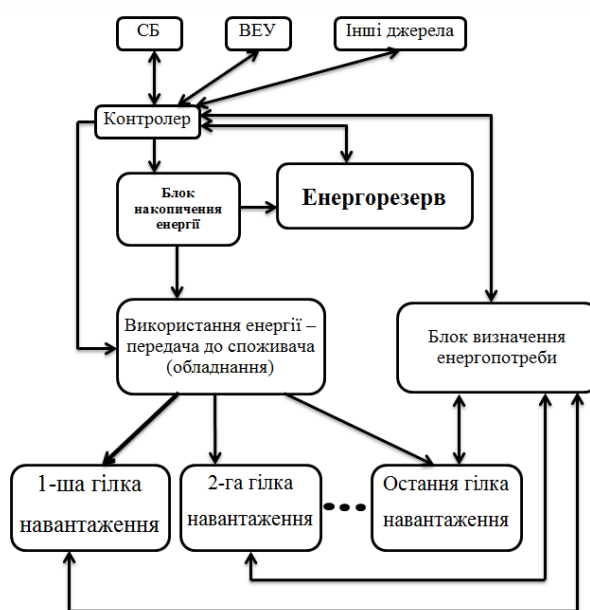 СБ
ВЕУ
Інші джерела
Контролер
Блок
накопичення
енергії
Енергорезерв
Використання енергії –
передача до споживача
(обладнання)
Блок визначення
енергопотреби
1-ша гілка
навантаження
2-га гілка
навантаження
Остання гілка
навантаження